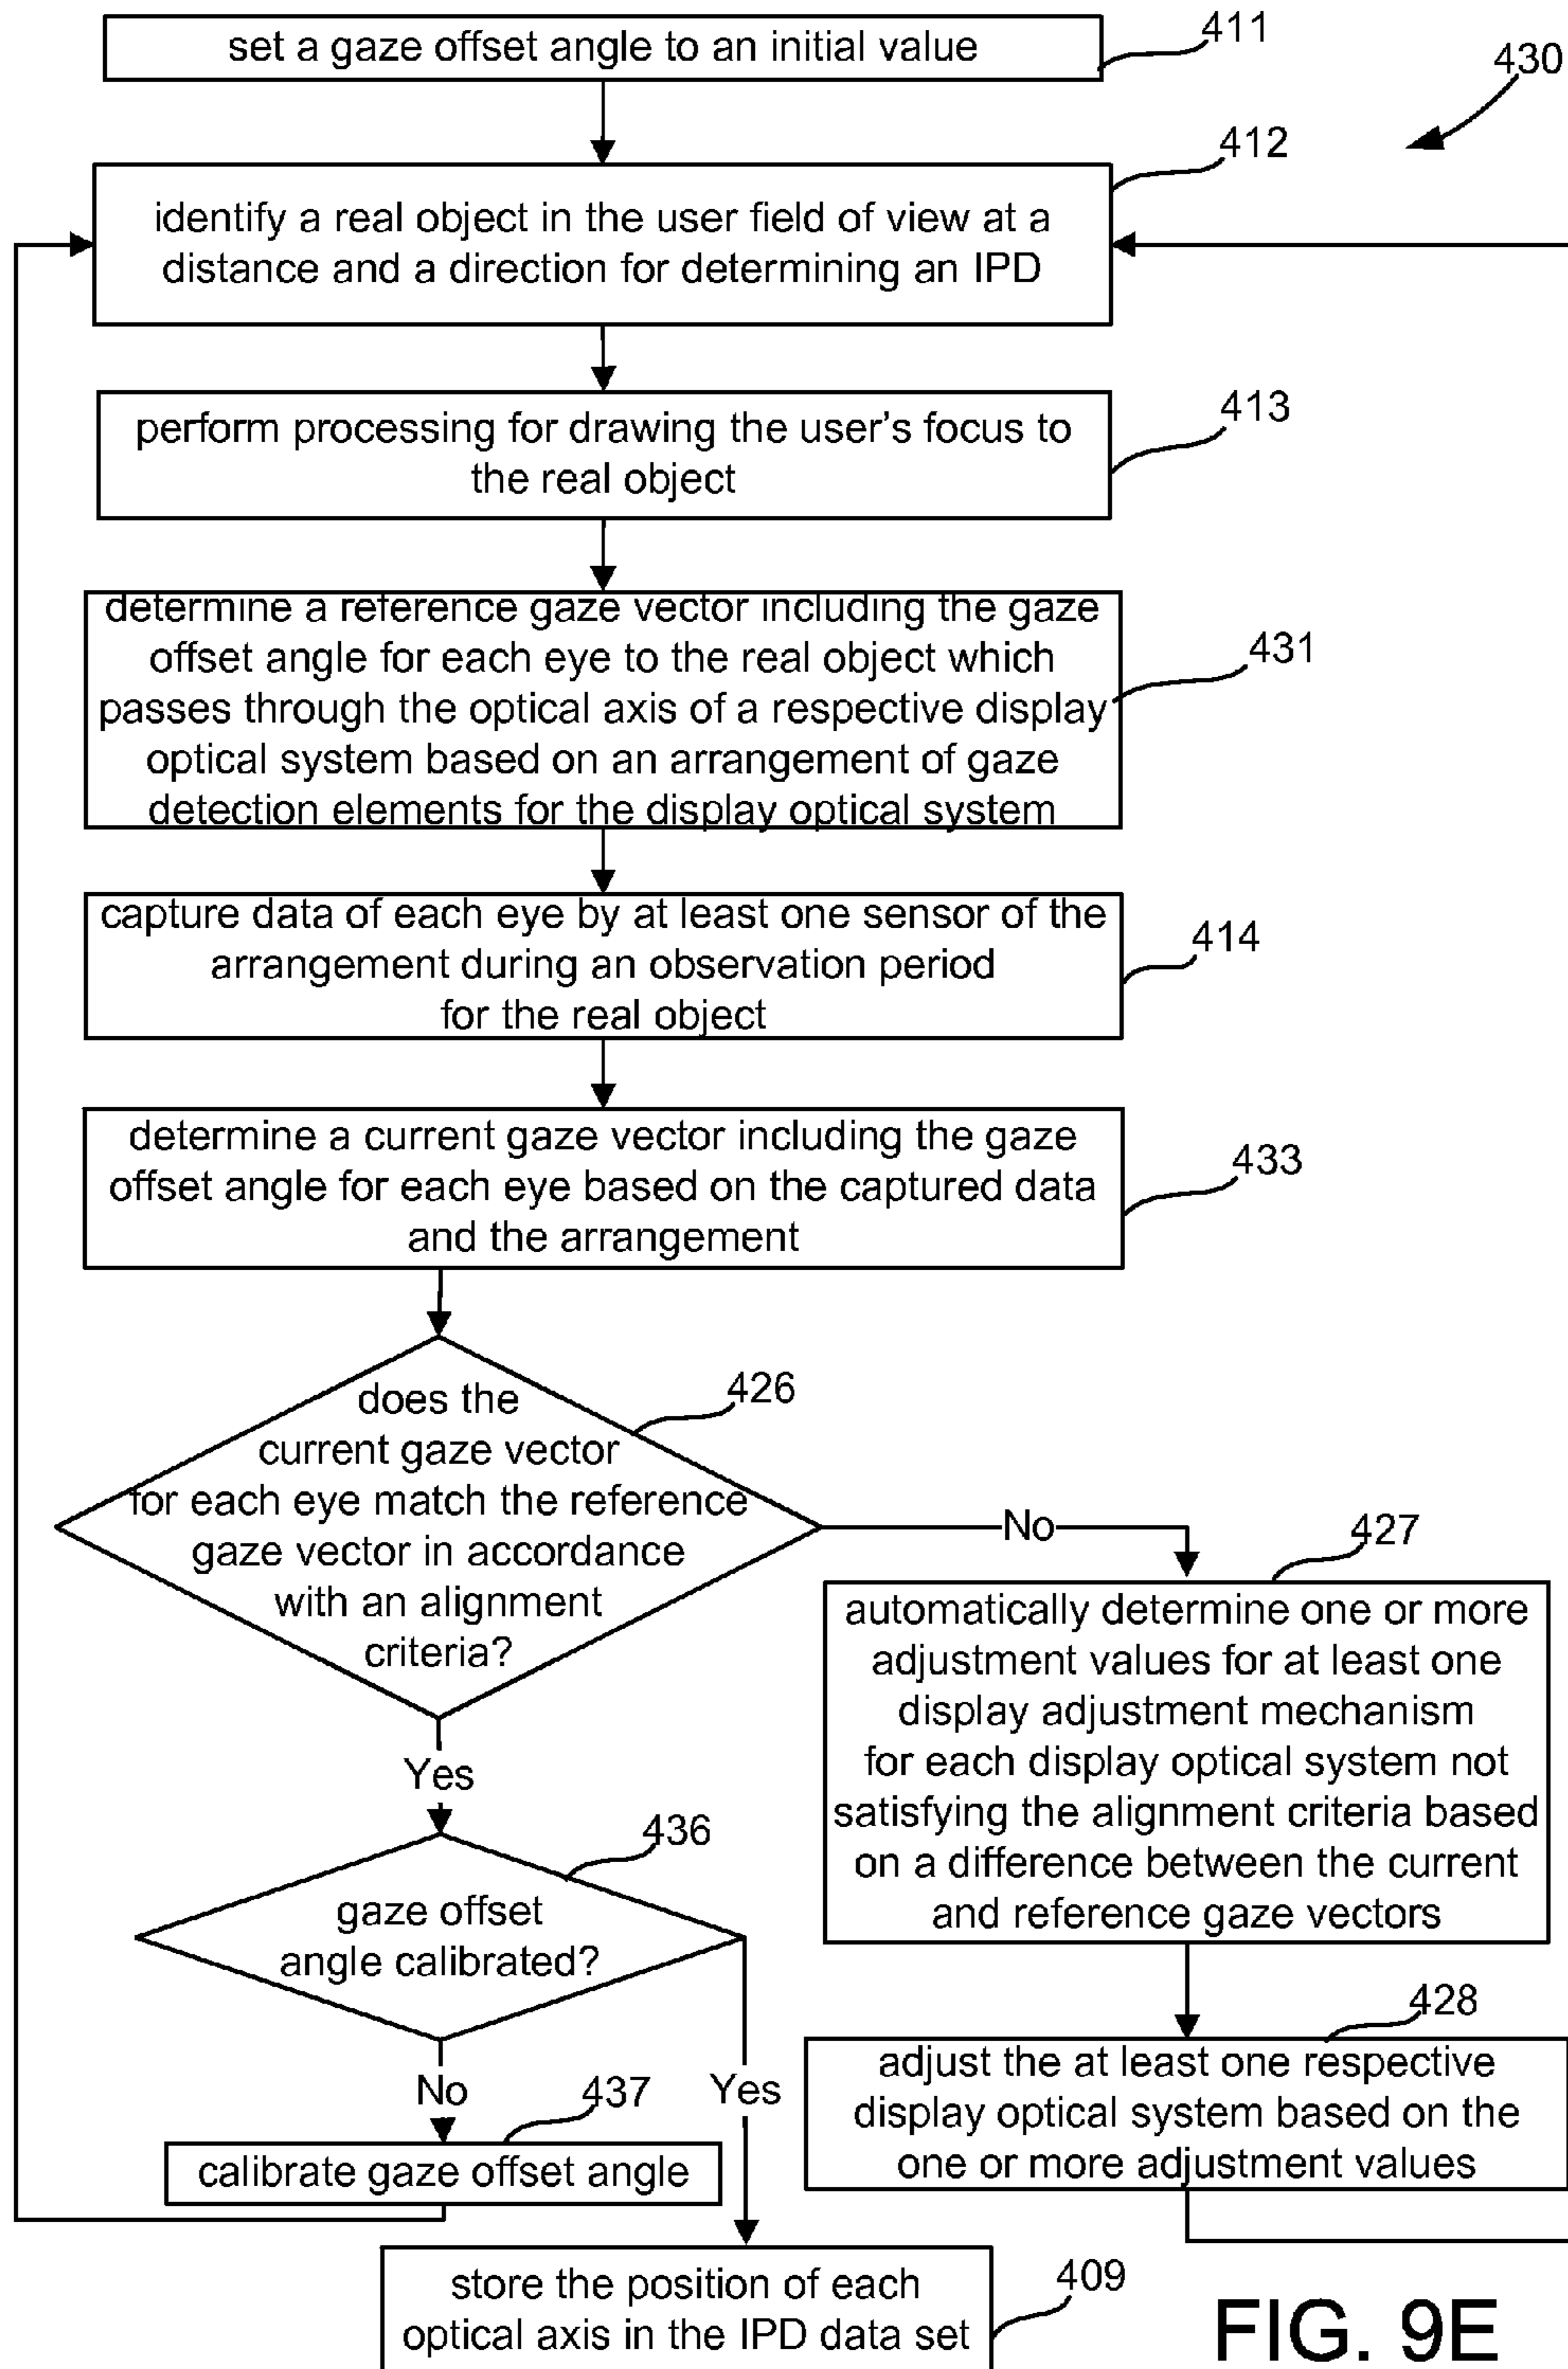 set a gaze offset angle to an initial value
411
430
412
identify a real object in the user field of view at a
distance and a direction for determining an IPD
413
perform processing for drawing the user's focus to
the real object
determine a reference gaze vector including the gaze
offset angle for each eye to the real object which
passes through the optical axis of a respective display
optical system based on an arrangement of gaze
detection elements for the display optical system
431
capture data of each eye by at least one sensor of the
arrangement during an observation period
for the real object
414
determine a current gaze vector including the gaze
offset angle for each eye based on the captured data
and the arrangement
433
does the
current gaze vector
for each eye match the reference
gaze vector in accordance
with an alignment
criteria?
426
No
427
automatically determine one or more
adjustment values for at least one
display adjustment mechanism
for each display optical system not
satisfying the alignment criteria based
on a difference between the current
and reference gaze vectors
Yes
436
gaze offset
angle calibrated?
428
adjust the at least one respective
display optical system based on the
one or more adjustment values
No
Yes
437
calibrate gaze offset angle
store the position of each
optical axis in the IPD data set
409
FIG. 9E